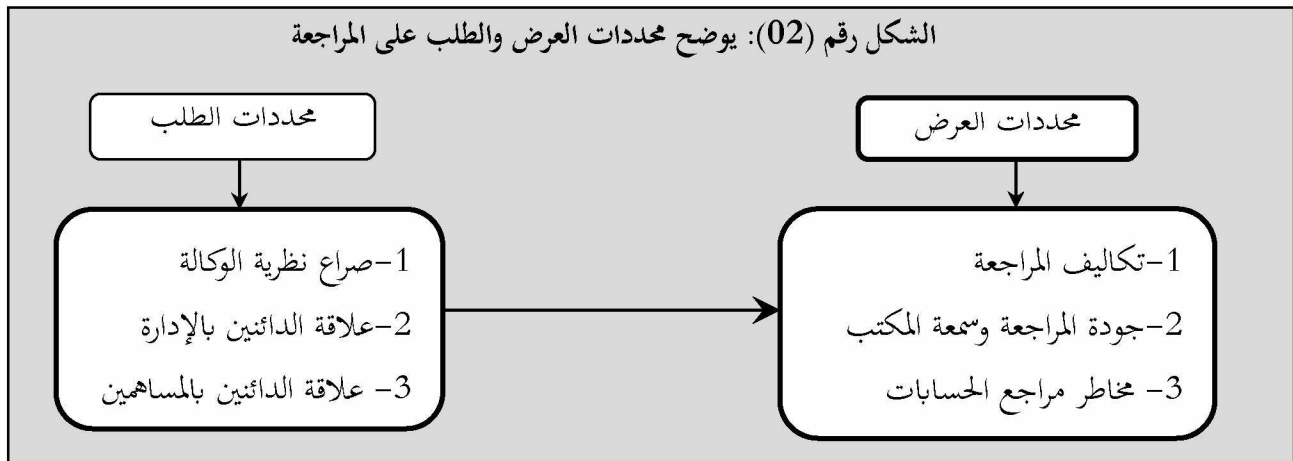 الشكل رقم (02): يوضح محددات العرض والطلب على المراجعة
محددات العرض
1-تكاليف المراجعة
2-جودة المراجعة وسمعة المكتب
3- مخاطر مراجع الحسابات
محددات الطلب
1-صراع نظرية الوكالة
2-علاقة الدائنين بالإدارة
3- علاقة الدائنين بالمساهمين